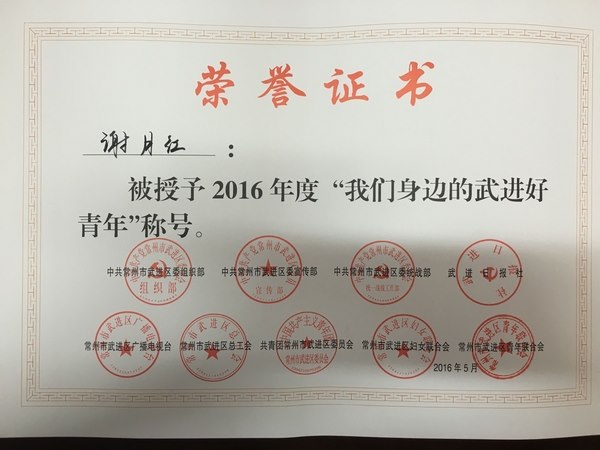 荣誉证书
谢月红：
被授予2016年度“我们身边的武进好
青年”称号。
中共常州市武进区委组织部 中共常州市武进区委宣传部 中共常州市武进区委统战部 武进日报社
常州市武进区广播电视台 常州市武进区总工会 共青团常州市武进区委员会 常州市武进区妇女联合会 常州市武进区青年联合会
2016年5月